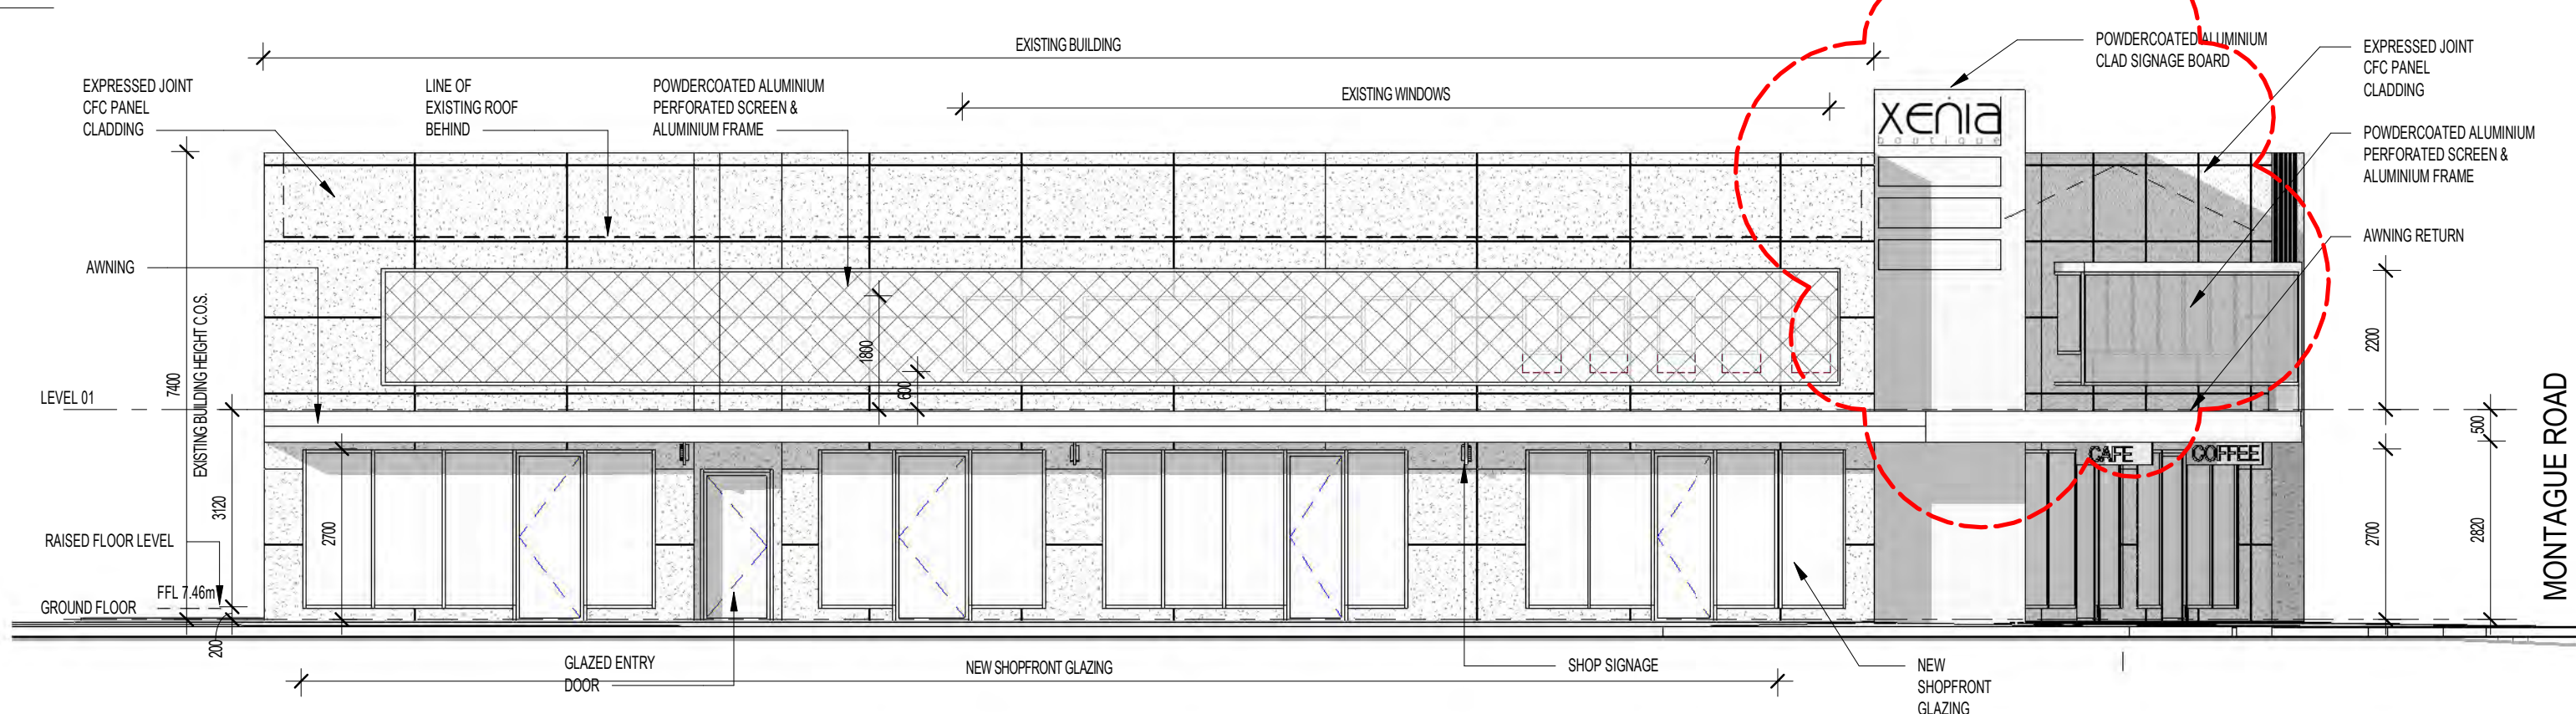 EXISTING BUILDING
POWDERCOATED ALUMINIUM
CLAD SIGNAGE BOARD
EXPRESSED JOINT
CFC PANEL
CLADDING
EXPRESSED JOINT
CFC PANEL
CLADDING
LINE OF
EXISTING ROOF
BEHIND
POWDERCOATED ALUMINIUM
PERFORATED SCREEN &
ALUMINIUM FRAME
EXISTING WINDOWS
xenia
boutique
POWDERCOATED ALUMINIUM
PERFORATED SCREEN &
ALUMINIUM FRAME
AWNING
AWNING RETURN
7400
EXISTING BUILDING HEIGHT C.O.S.
1800
600
2200
LEVEL 01
500
MONTAGUE ROAD
CAFE
COFFEE
3120
2700
2700
2820
RAISED FLOOR LEVEL
FFL 7.46m
GROUND FLOOR
200
GLAZED ENTRY
DOOR
NEW SHOPFRONT GLAZING
SHOP SIGNAGE
NEW
SHOPFRONT
GLAZING